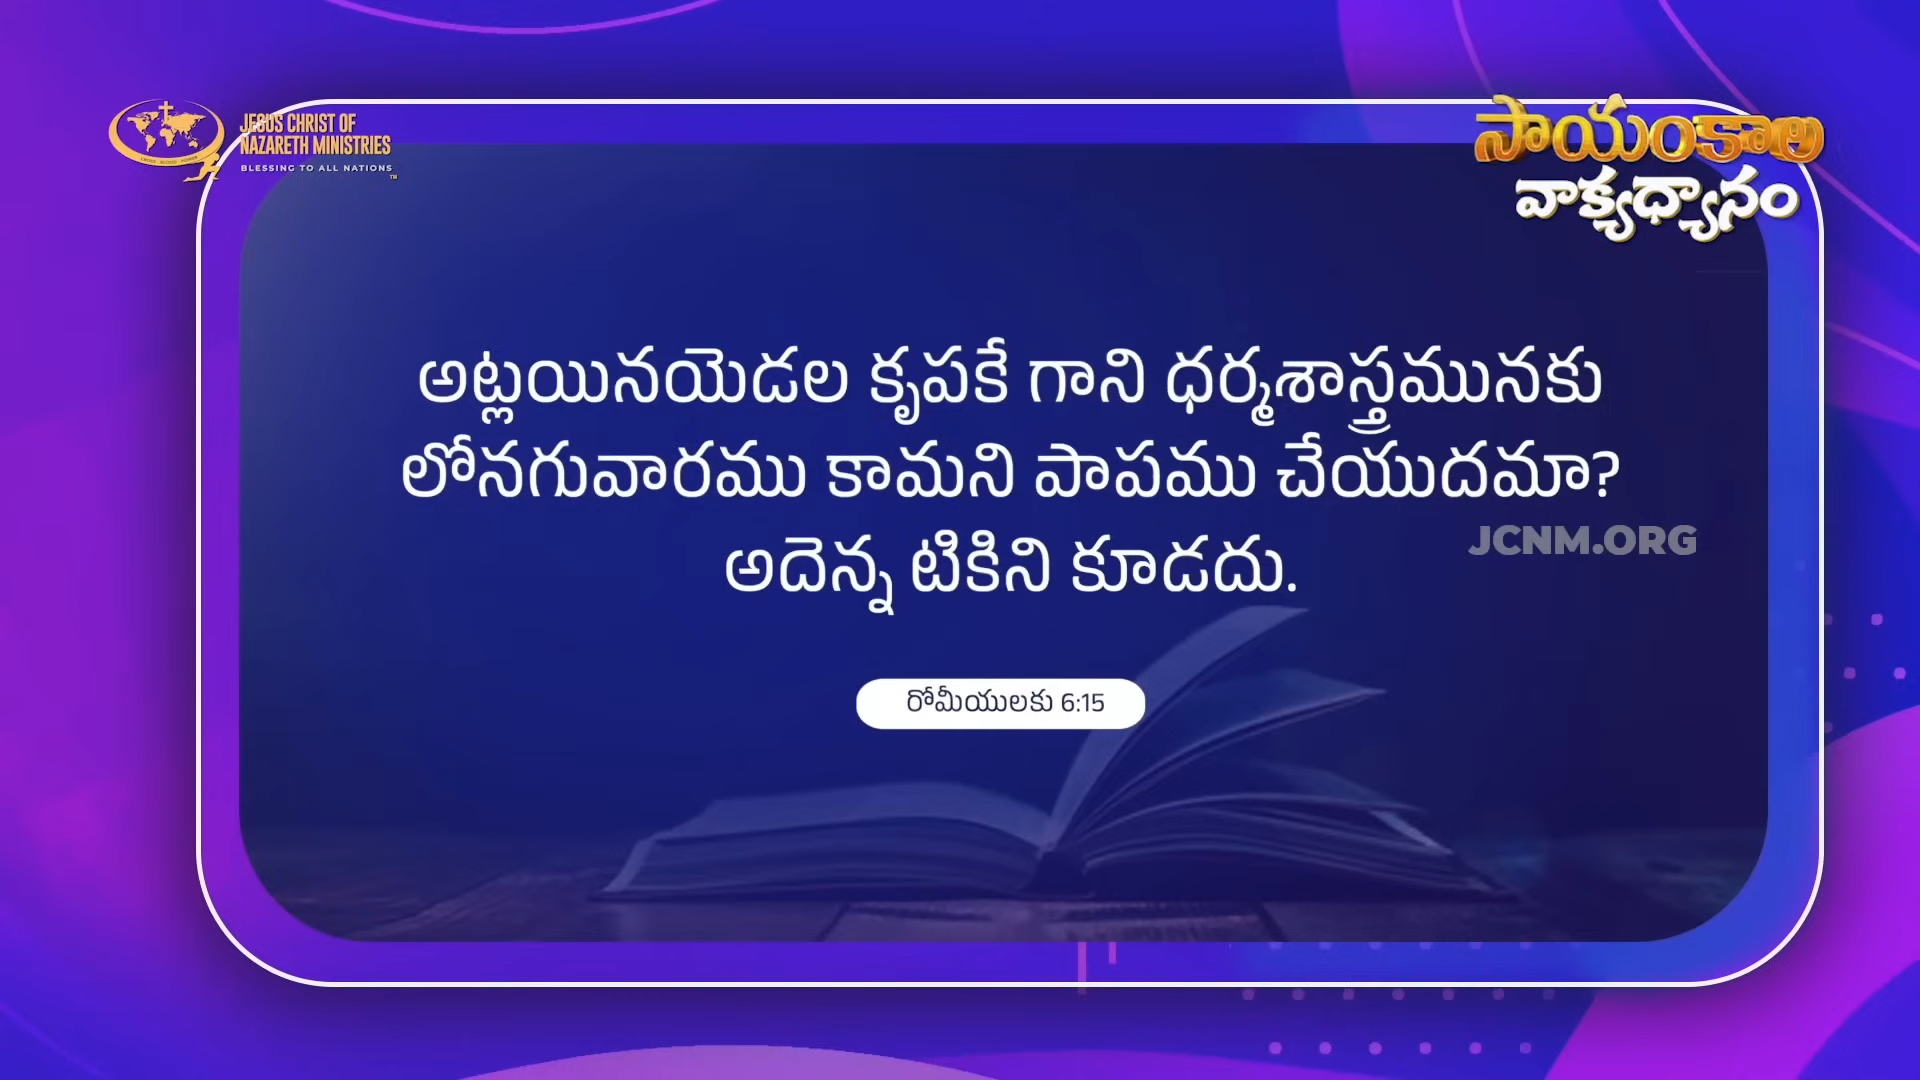 JESUS CHRIST OF
NAZARETH MINISTRIES
BLESSING TO ALL NATIONS
TM
సాయంకాల
వాక్యధ్యానం
అట్లయినయెడల కృపకే గాని ధర్మశాస్త్రమునకు
లోనగువారము కామని పాపము చేయుదమా?
అదెన్న టికిని కూడదు.
JCNM.ORG
రోమీయులకు 6:15